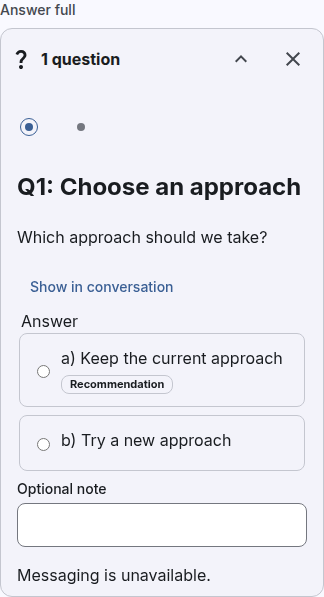 Answer full
? 1 question
Q1: Choose an approach
Which approach should we take?
Show in conversation
Answer
a) Keep the current approach
Recommendation
b) Try a new approach
Optional note
Messaging is unavailable.